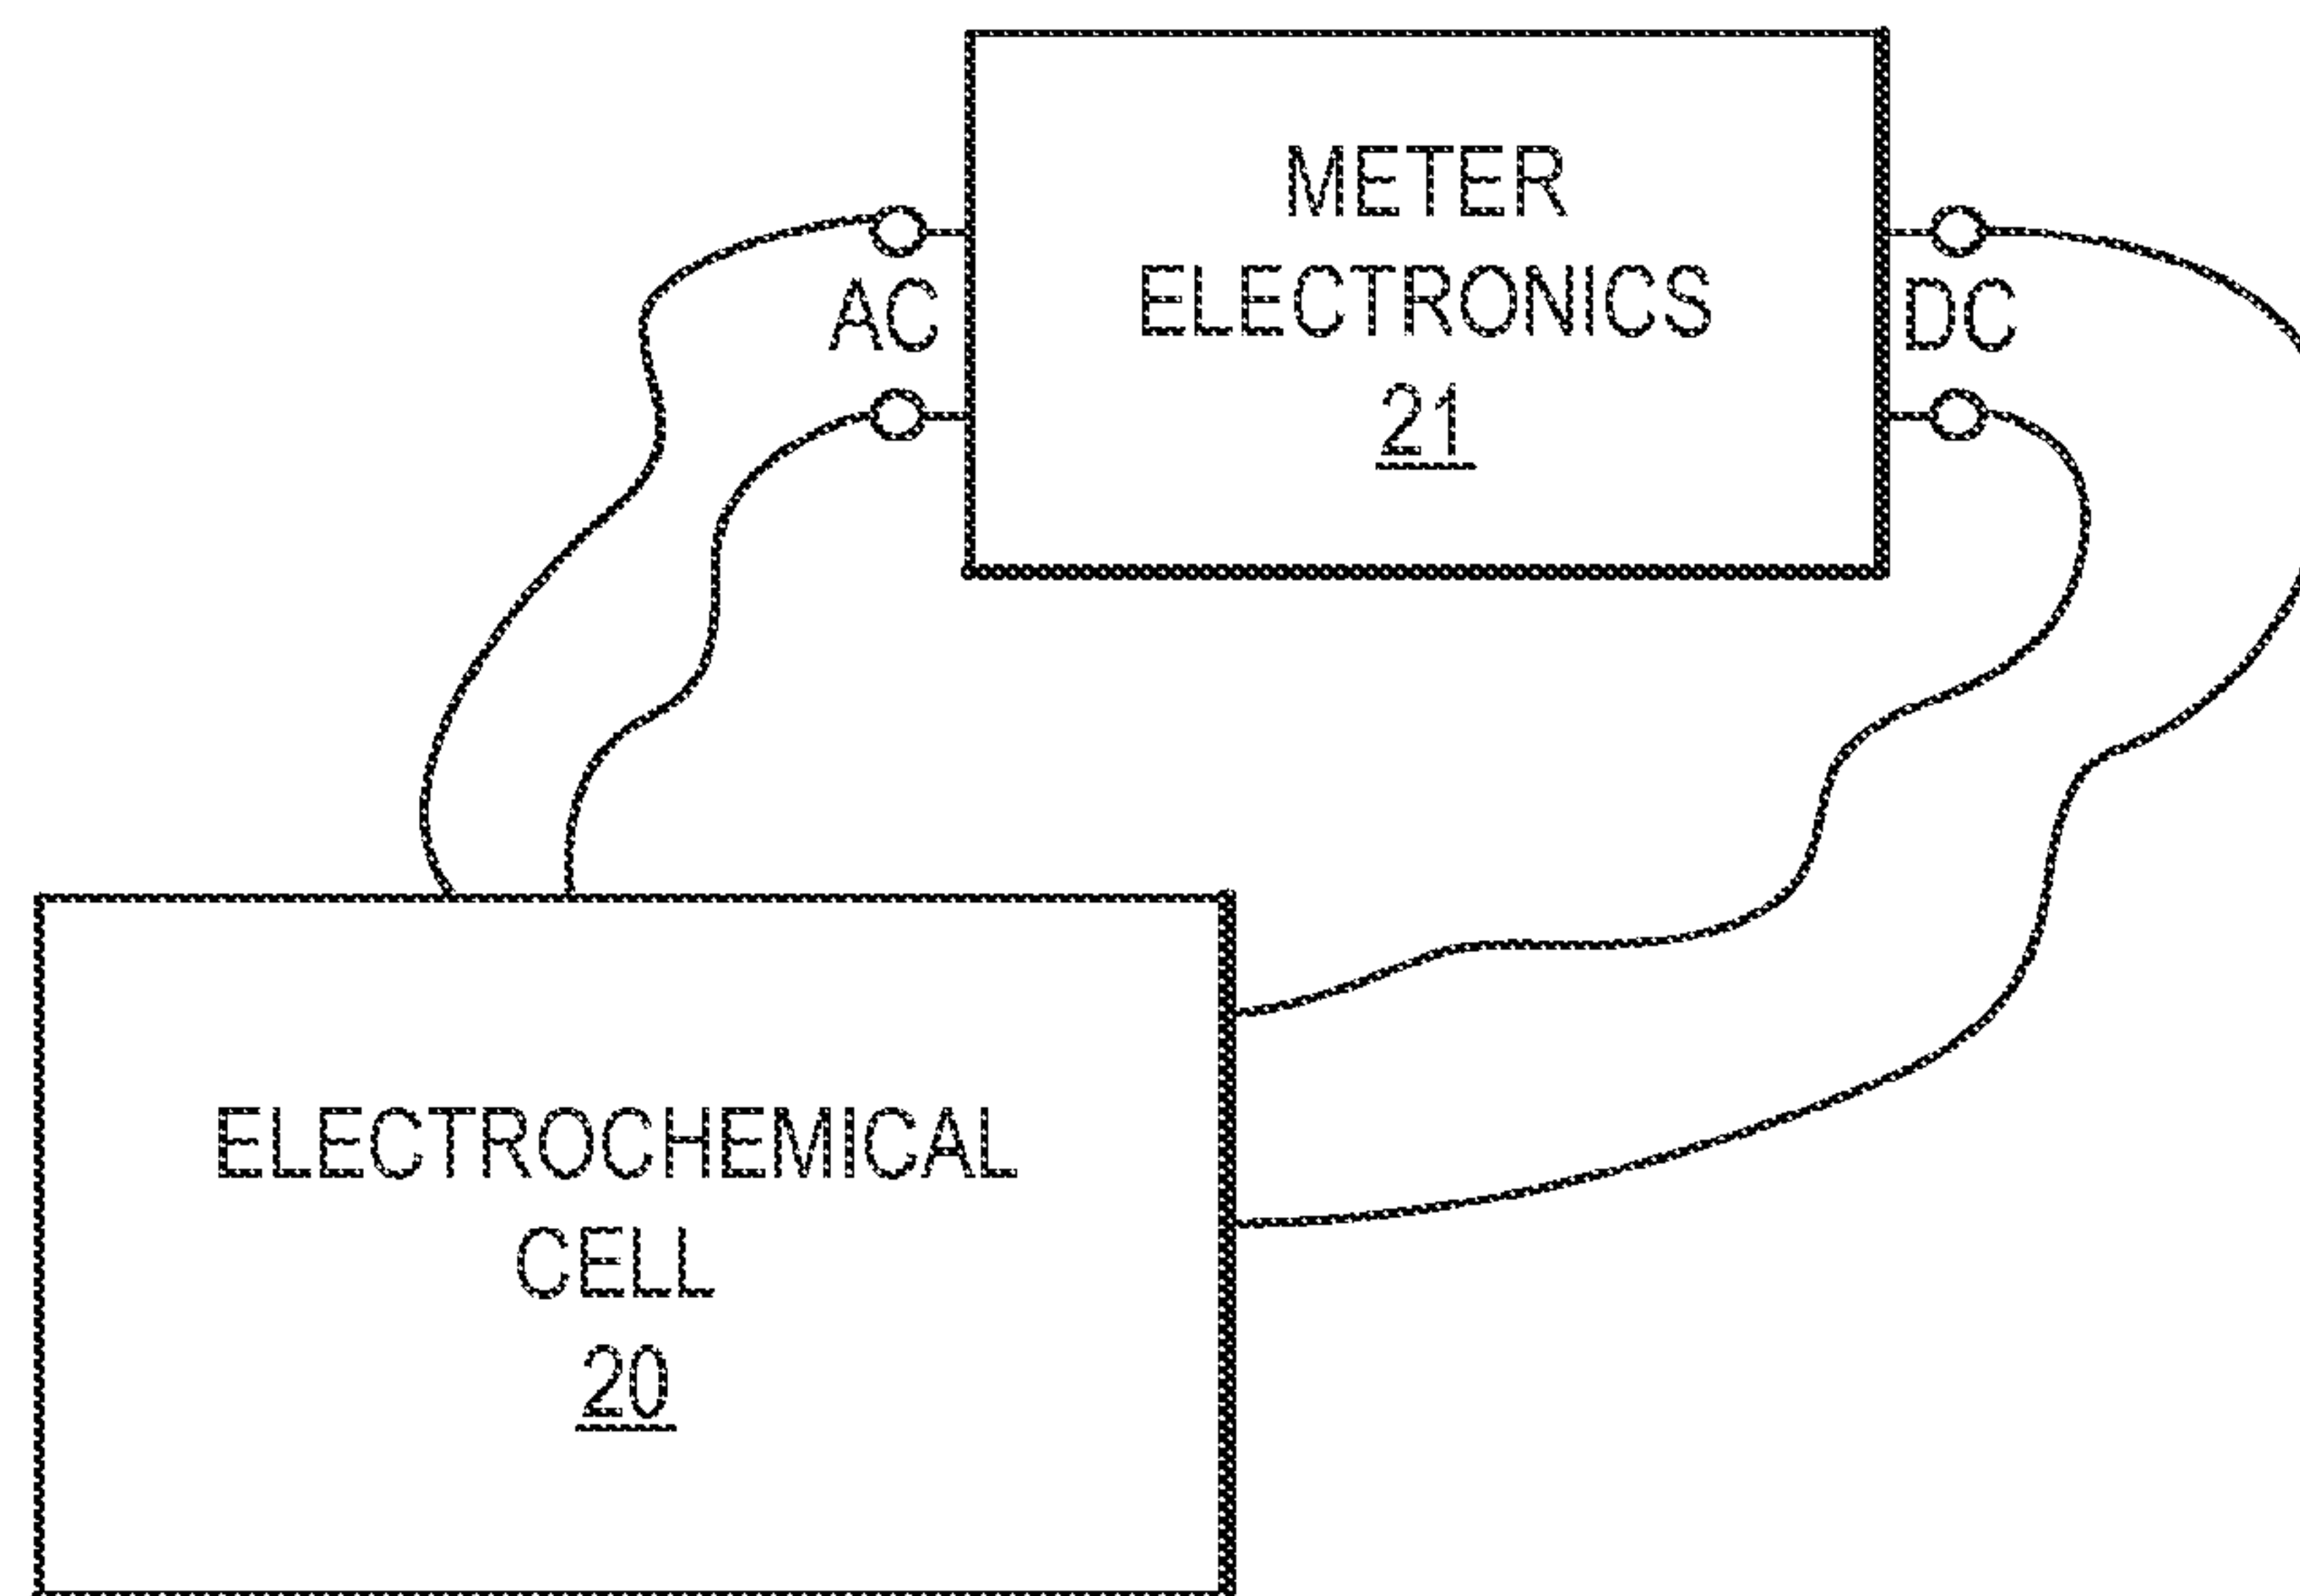 METER
ELECTRONICS
21
AC
DC
ELECTROCHEMICAL
CELL
20